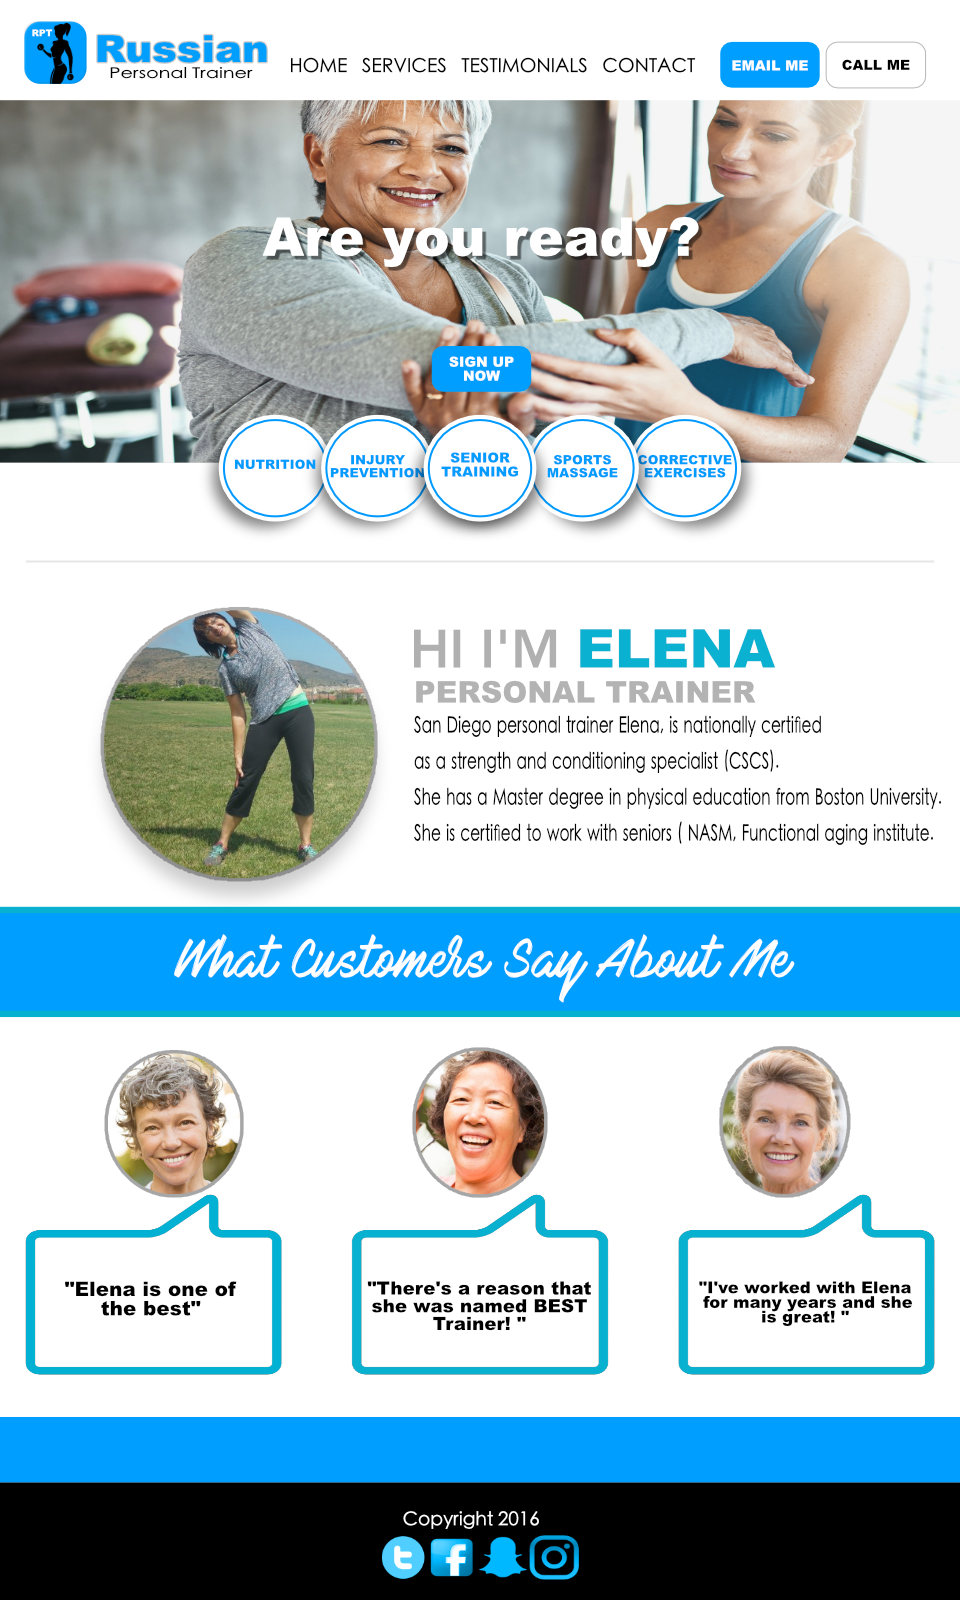 RPT
Russian
Personal Trainer
HOME SERVICES TESTIMONIALS CONTACT
EMAIL ME
CALL ME
Are you ready?
SIGN UP
NOW
NUTRITION
INJURY
PREVENTION
SENIOR
TRAINING
SPORTS
MASSAGE
CORRECTIVE
EXERCISES
HI I'M ELENA
PERSONAL TRAINER
San Diego personal trainer Elena, is nationally certified
as a strength and conditioning specialist (CSCS).
She has a Master degree in physical education from Boston University.
She is certified to work with seniors ( NASM, Functional aging institute.
What Customers Say About Me
"Elena is one of
the best"
"There's a reason that
she was named BEST
Trainer! "
"I've worked with Elena
for many years and she
is great! "
Copyright 2016